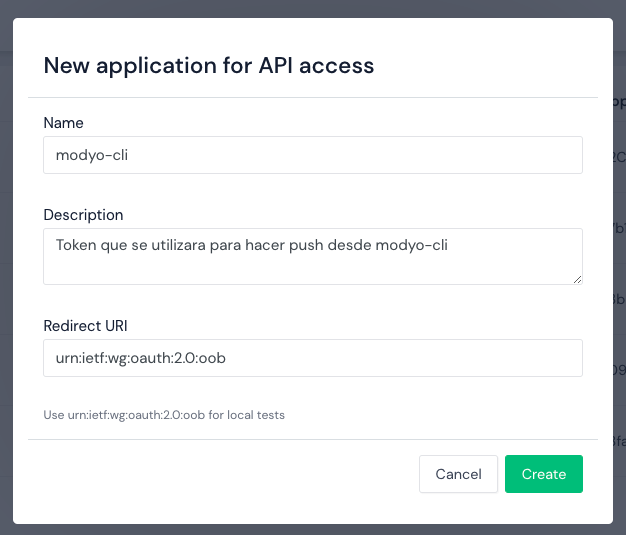 New application for API access
Name
modyo-cli
Description
Token que se utilizara para hacer push desde modyo-cli
Redirect URI
urn:ietf:wg:oauth:2.0:oob
Use urn:ietf:wg:oauth:2.0:oob for local tests
Cancel
Create